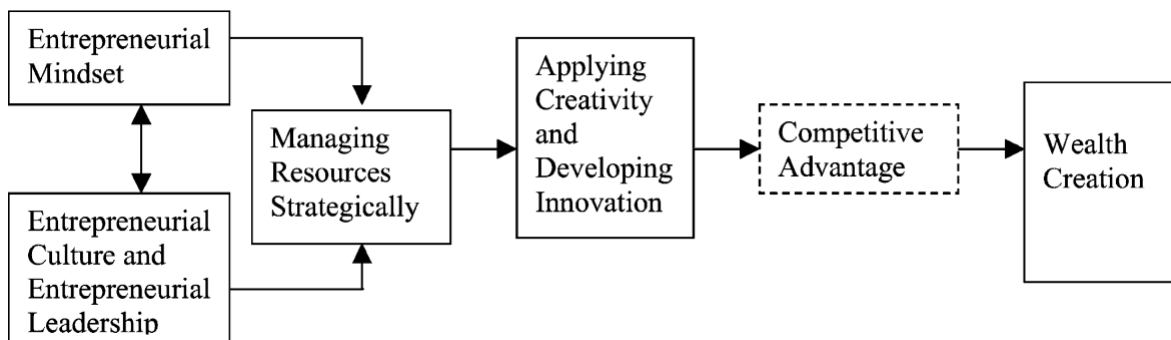 Entrepreneurial
Mindset
Entrepreneurial
Culture and
Entrepreneurial
Leadership
Managing
Resources
Strategically
Applying
Creativity
and
Developing
Innovation
Competitive
Advantage
Wealth
Creation